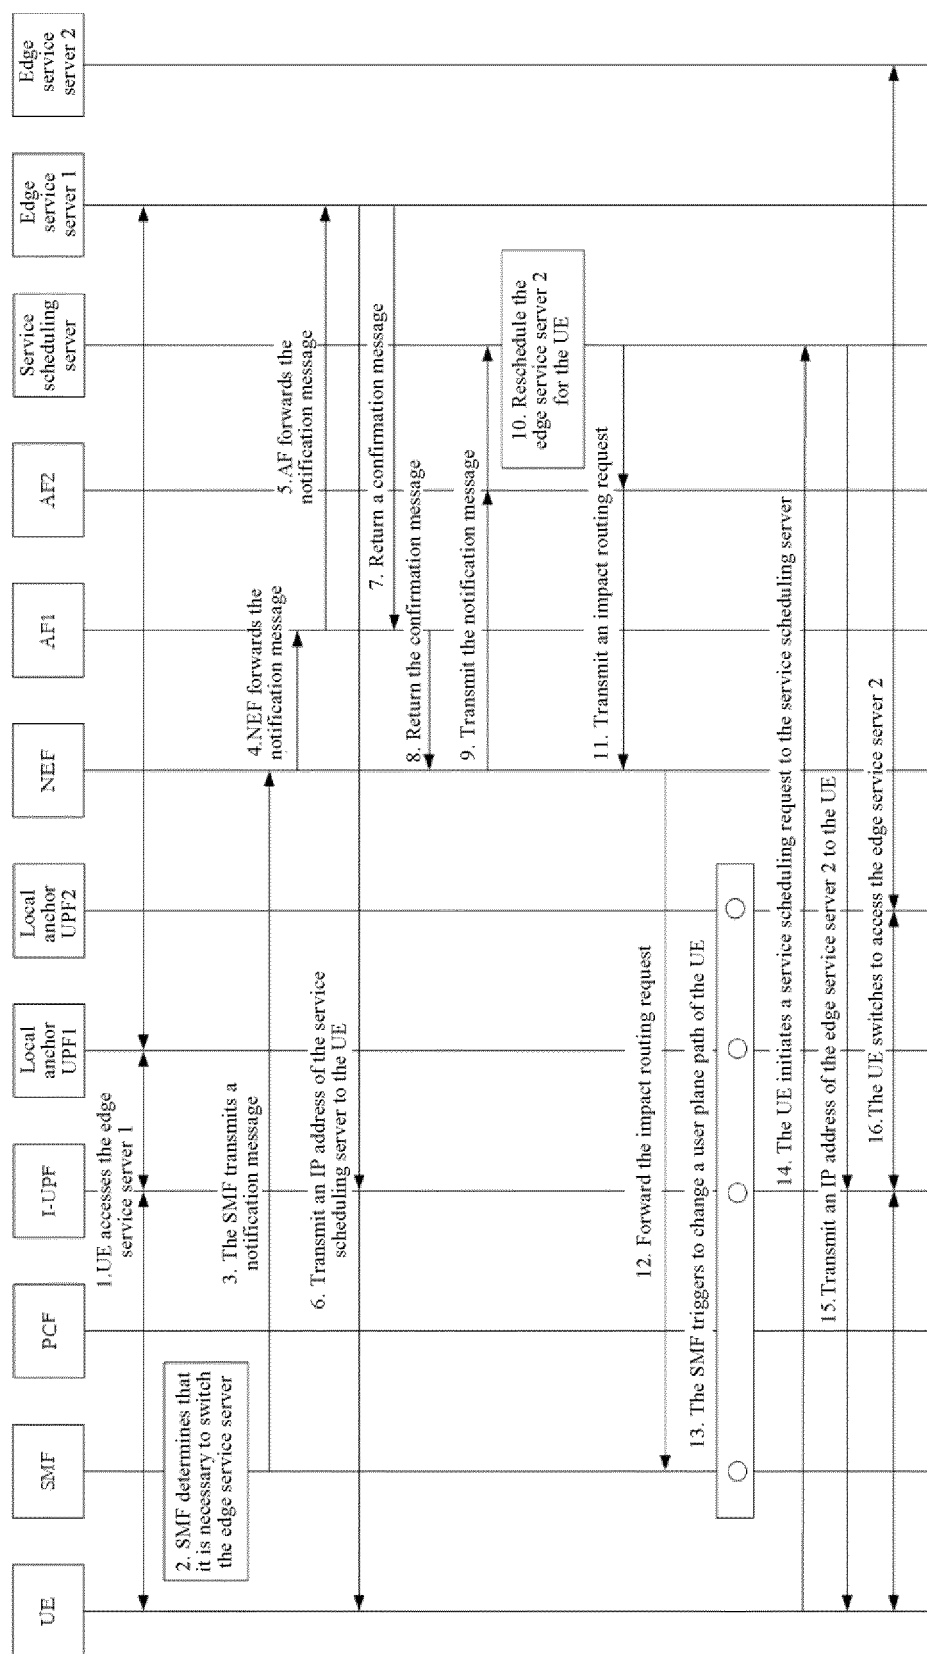 UE
SMF
PCF
I-UPF
Local
anchor
UPF1
Local
anchor
UPF2
NEF
AF1
AF2
Service
scheduling
server
Edge
service
server 1
Edge
service
server 2
1.UE accesses the edge
service server 1
2. SMF determines that
it is necessary to switch
the edge service server
3. The SMF transmits a
notification message
4.NEF forwards the
notification message
5.AF forwards the
notification message
6. Transmit an IP address of the service
scheduling server to the UE
7. Return a confirmation message
8. Return the confirmation message
9. Transmit the notification message
10. Reschedule the
edge service server 2
for the UE
11. Transmit an impact routing request
12. Forward the impact routing request
13. The SMF triggers to change a user plane path of the UE
14. The UE initiates a service scheduling request to the service scheduling server
15.Transmit an IP address of the edge service server 2 to the UE
16.The UE switches to access the edge service server 2